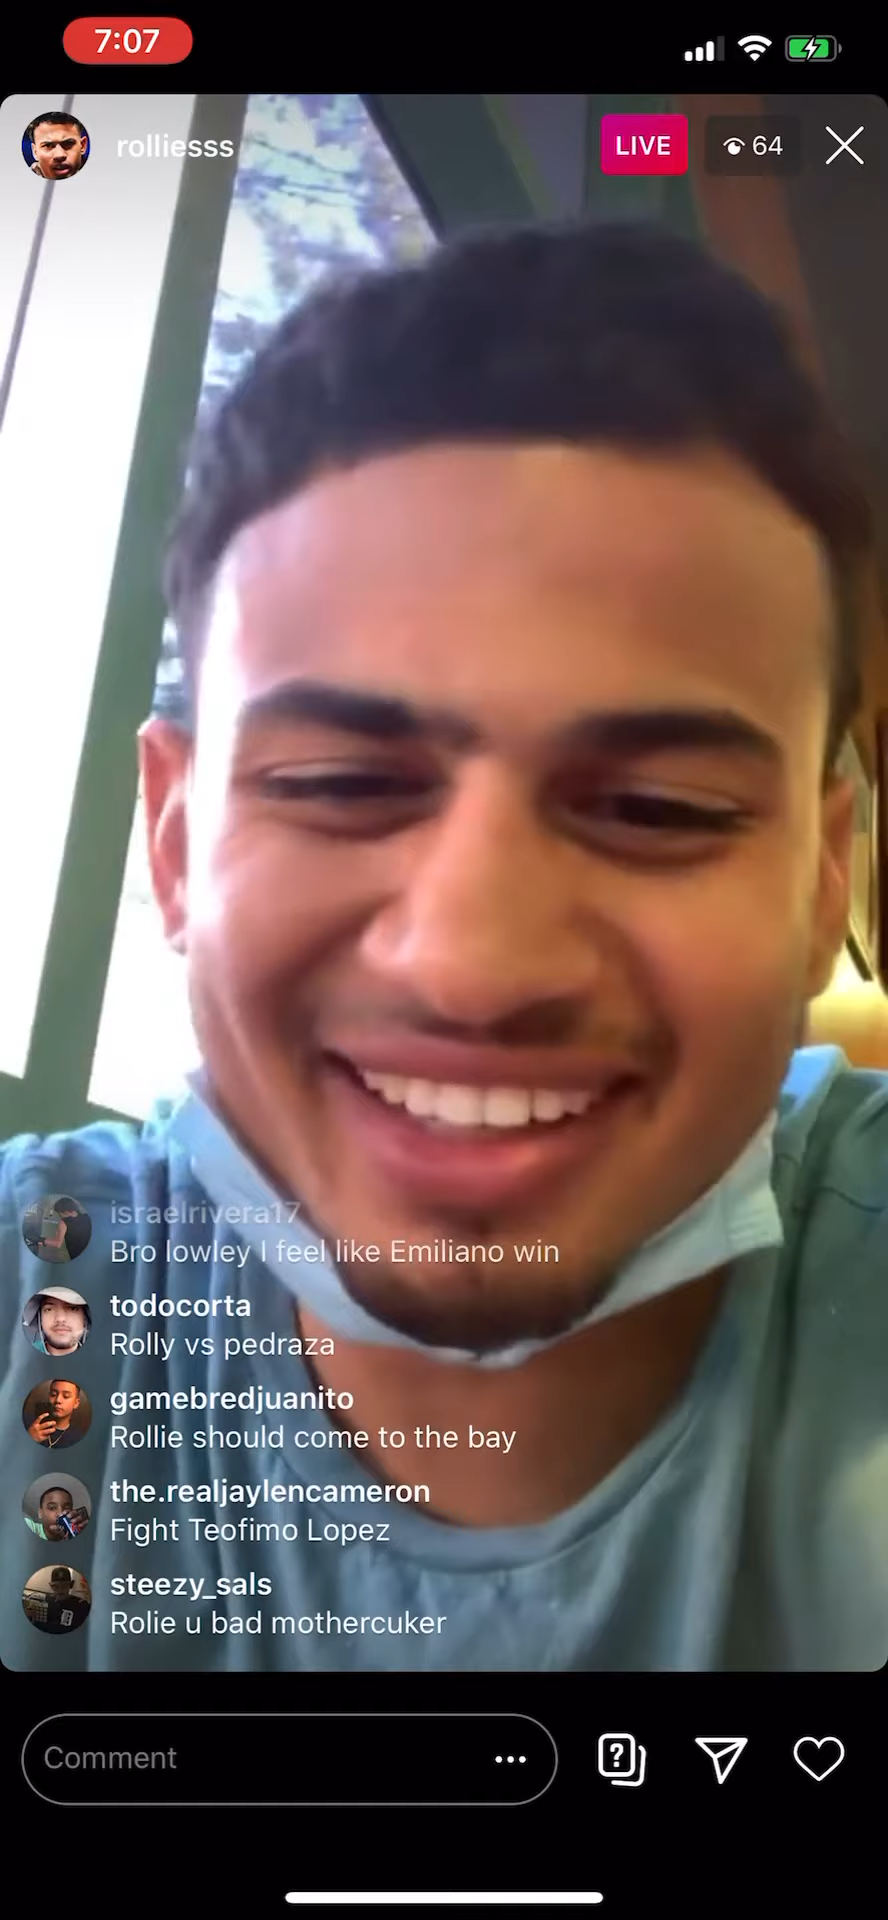 7:07
rolliesss
LIVE
64
israelrivera17
Bro lowley I feel like Emiliano win
todocorta
Rolly vs pedraza
gamebredjuanito
Rollie should come to the bay
the.realjaylencameron
Fight Teofimo Lopez
steezy_sals
Rolie u bad mothercuker
Comment